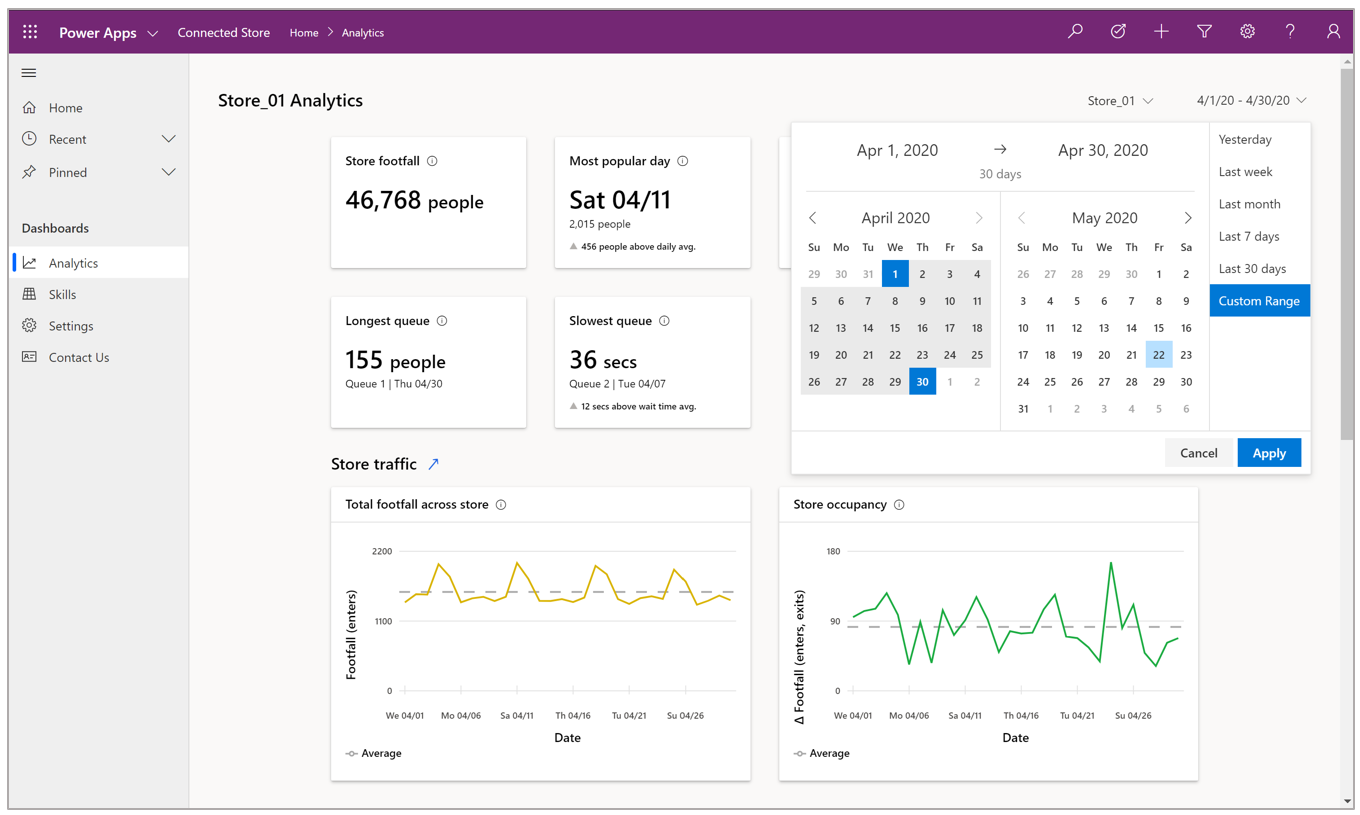 Power Apps
Connected Store
Home > Analytics
Home
Recent
Pinned
Dashboards
Analytics
Skills
Settings
Contact Us
Store_01 Analytics
Store_01
4/1/20 - 4/30/20
Store footfall
46,768 people
Most popular day
Sat 04/11
2,015 people
456 people above daily avg.
Longest queue
155 people
Queue 1 | Thu 04/30
Slowest queue
36 secs
Queue 2 | Tue 04/07
12 secs above wait time avg.
Apr 1, 2020 → Apr 30, 2020
30 days
April 2020
Su Mo Tu We Th Fr Sa
29 30 31 1 2 3 4
5 6 7 8 9 10 11
12 13 14 15 16 17 18
19 20 21 22 23 24 25
26 27 28 29 30 1 2
May 2020
Su Mo Tu We Th Fr Sa
26 27 28 29 30 1 2
3 4 5 6 7 8 9
10 11 12 13 14 15 16
17 18 19 20 21 22 23
24 25 26 27 28 29 30
31 1 2 3 4 5 6
Yesterday
Last week
Last month
Last 7 days
Last 30 days
Custom Range
Cancel
Apply
Store traffic
Total footfall across store
Footfall (enters)
2200
1100
0
We 04/01 Mo 04/06 Sa 04/11 Th 04/16 Tu 04/21 Su 04/26
Date
Average
Store occupancy
Δ Footfall (enters, exits)
180
90
0
We 04/01 Mo 04/06 Sa 04/11 Th 04/16 Tu 04/21 Su 04/26
Date
Average